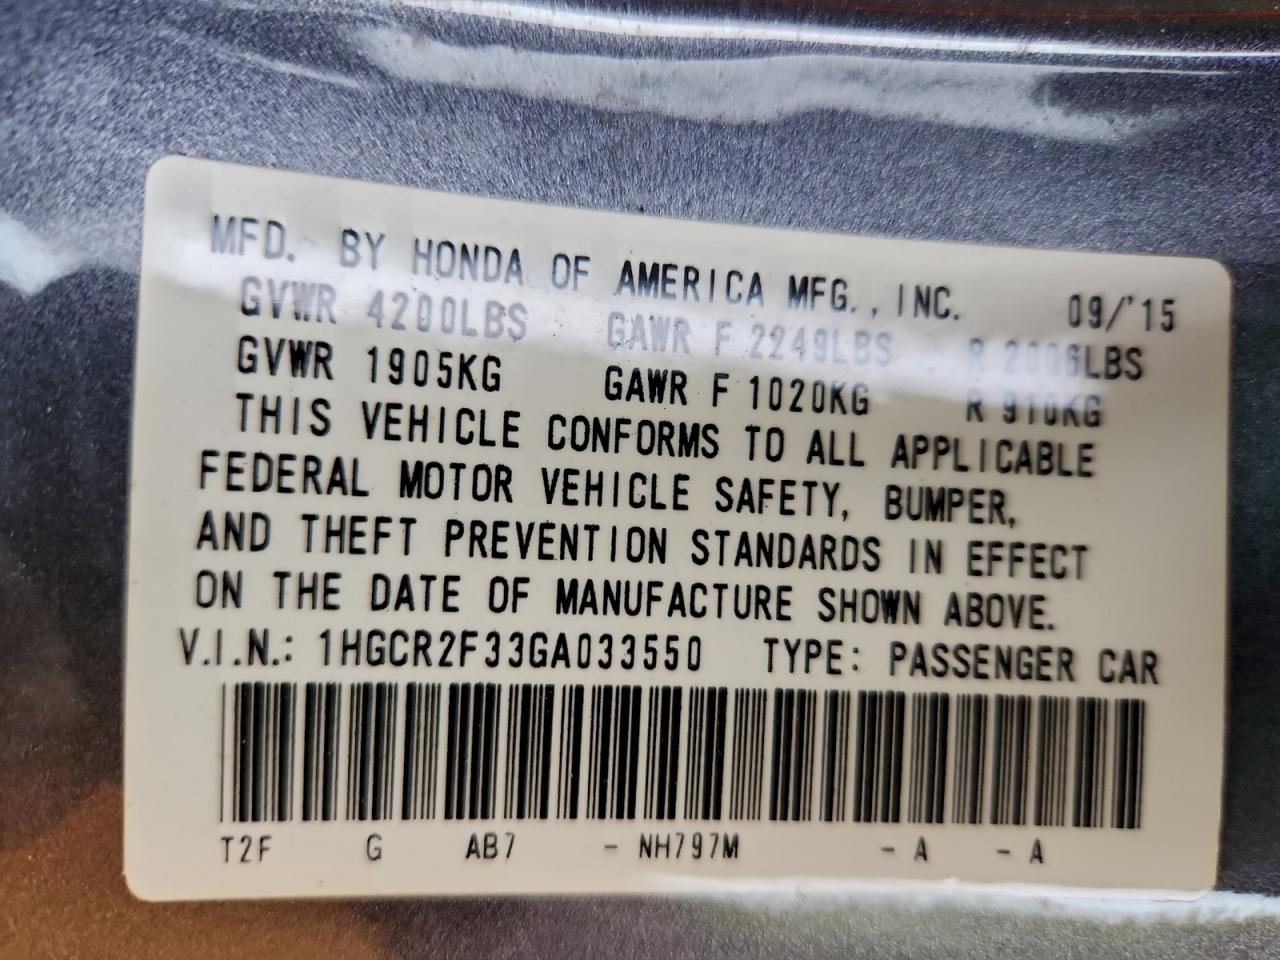 MFD. BY HONDA OF AMERICA MFG., INC. 09/'15
GVWR 4200LBS GAWR F 2249LBS R 2006LBS
GVWR 1905KG GAWR F 1020KG R 910KG
THIS VEHICLE CONFORMS TO ALL APPLICABLE
FEDERAL MOTOR VEHICLE SAFETY, BUMPER,
AND THEFT PREVENTION STANDARDS IN EFFECT
ON THE DATE OF MANUFACTURE SHOWN ABOVE.
V.I.N.: 1HGCR2F33GA033550 TYPE: PASSENGER CAR
T2F G AB7 - NH797M - A - A